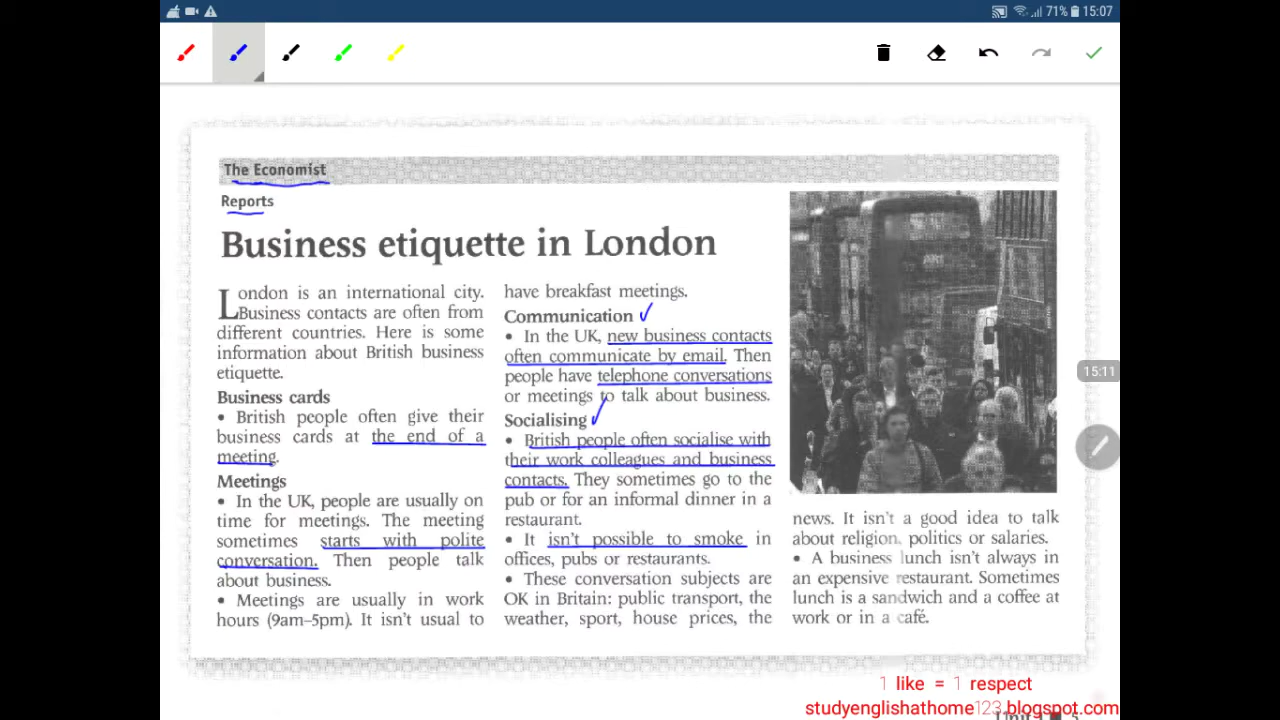 71% 15:07
The Economist
Reports
Business etiquette in London
London is an international city.
Business contacts are often from
different countries. Here is some
information about British business
etiquette.
Business cards
• British people often give their
business cards at the end of a
meeting.
Meetings
• In the UK, people are usually on
time for meetings. The meeting
sometimes starts with polite
conversation. Then people talk
about business.
• Meetings are usually in work
hours (9am–5pm). It isn't usual to
have breakfast meetings.
Communication
• In the UK, new business contacts
often communicate by email. Then
people have telephone conversations
or meetings to talk about business.
Socialising
• British people often socialise with
their work colleagues and business
contacts. They sometimes go to the
pub or for an informal dinner in a
restaurant.
• It isn't possible to smoke in
offices, pubs or restaurants.
• These conversation subjects are
OK in Britain: public transport, the
weather, sport, house prices, the
news. It isn't a good idea to talk
about religion, politics or salaries.
• A business lunch isn't always in
an expensive restaurant. Sometimes
lunch is a sandwich and a coffee at
work or in a café.
15:11
1 like = 1 respect
studyenglishathome123.blogspot.com